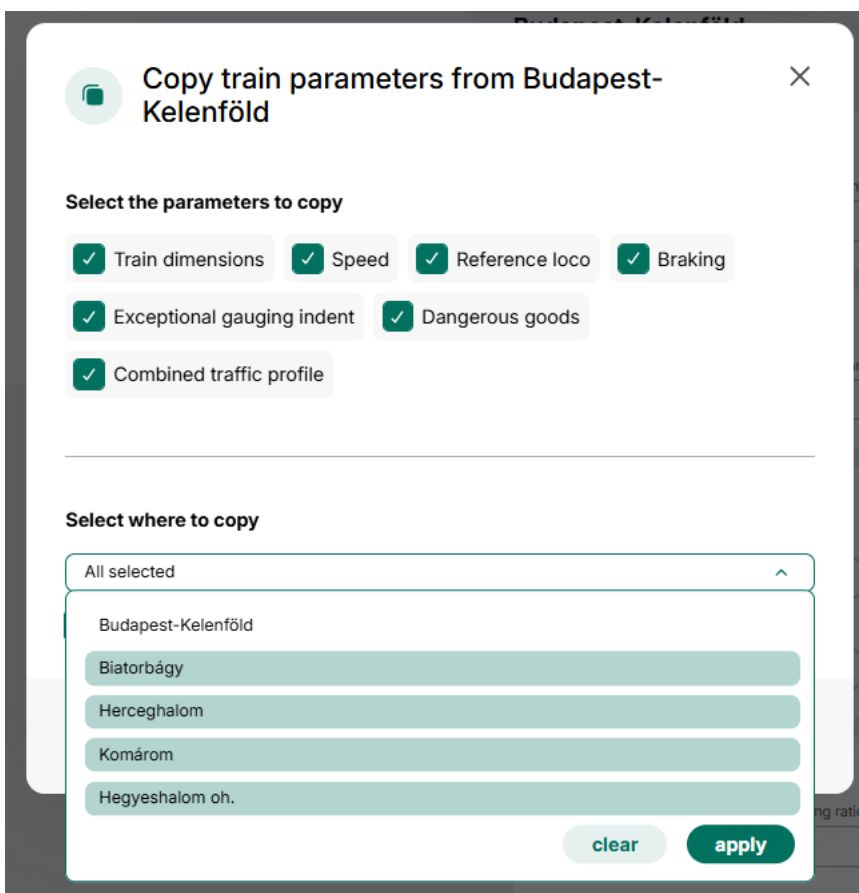 Copy train parameters from Budapest-
Kelenföld
Select the parameters to copy
Train dimensions
Speed
Reference loco
Braking
Exceptional gauging indent
Dangerous goods
Combined traffic profile
Select where to copy
All selected
Budapest-Kelenföld
Biatorbágy
Herceghalom
Komárom
Hegyeshalom oh.
ng ratio
clear
apply